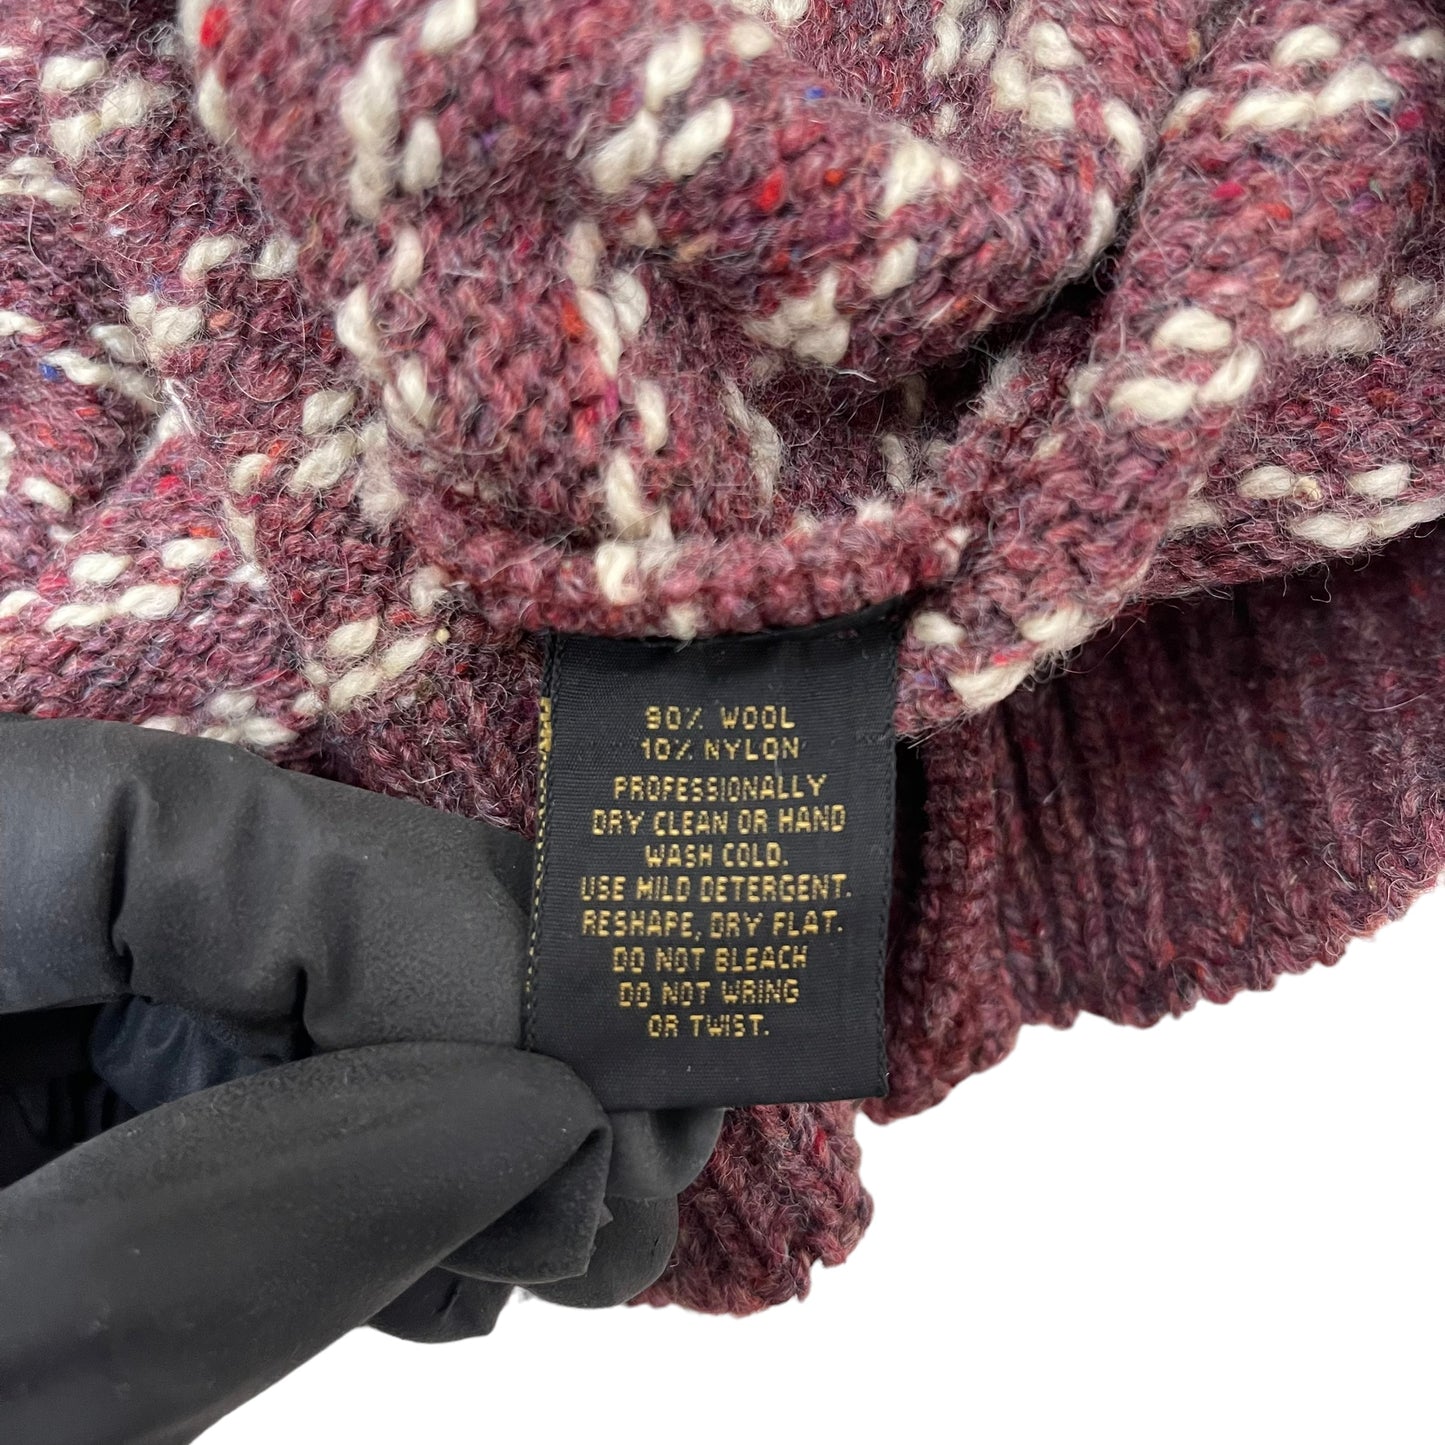 90% WOOL
10% NYLON
PROFESSIONALLY
DRY CLEAN OR HAND
WASH COLD.
USE MILD DETERGENT.
RESHAPE, DRY FLAT.
DO NOT BLEACH
DO NOT WRING
OR TWIST.